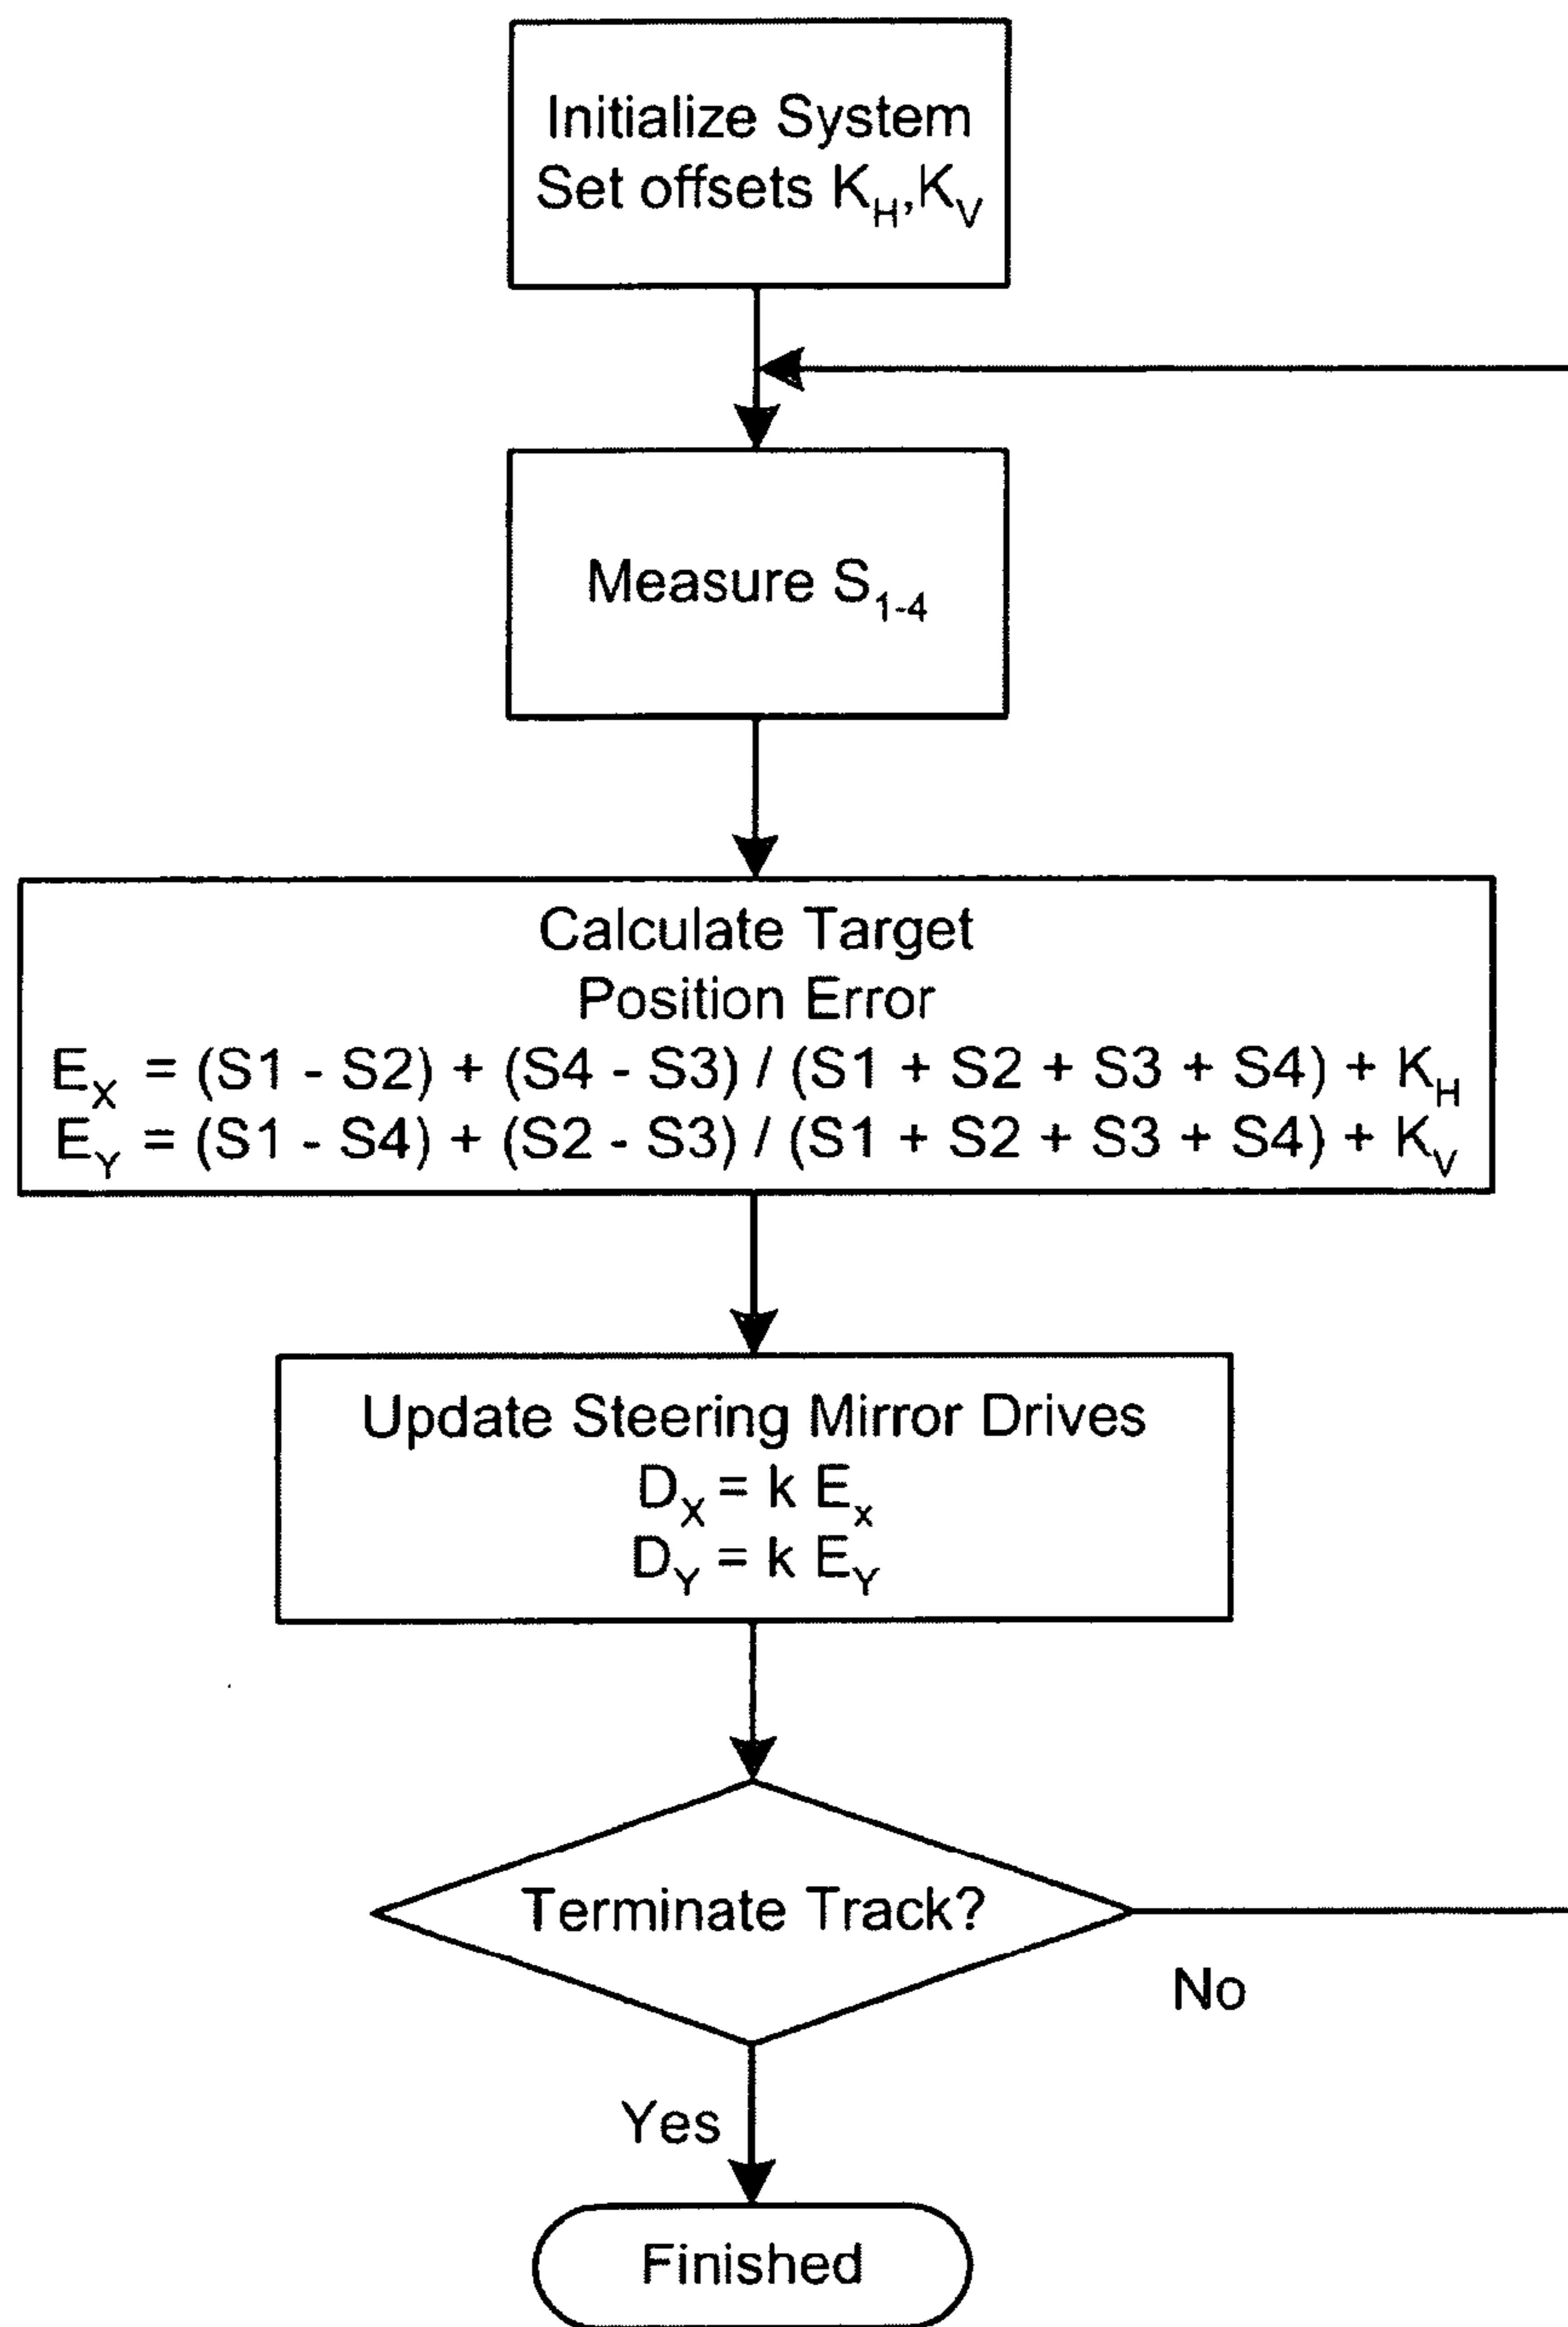 Initialize System
Set offsets K_H, K_V
Measure S_1-4
Calculate Target
Position Error
E_X = (S1 - S2) + (S4 - S3) / (S1 + S2 + S3 + S4) + K_H
E_Y = (S1 - S4) + (S2 - S3) / (S1 + S2 + S3 + S4) + K_V
Update Steering Mirror Drives
D_X = k E_x
D_Y = k E_Y
Terminate Track?
No
Yes
Finished